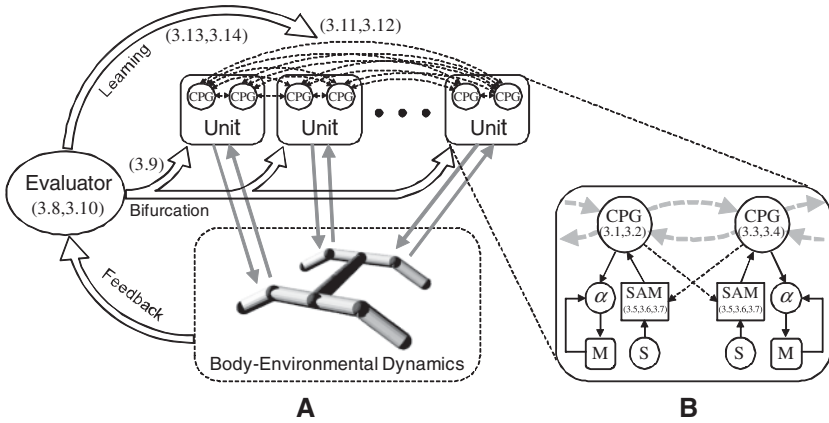 (3.13,3.14)
(3.11,3.12)
Learning
CPG CPG CPG CPG CPG CPG
Unit Unit Unit
(3.9)
Evaluator
(3.8,3.10)
Bifurcation
Feedback
Body-Environmental Dynamics
A
CPG CPG
(3.1,3.2) (3.3,3.4)
α SAM SAM α
(3.5,3.6,3.7) (3.5,3.6,3.7)
M S S M
B